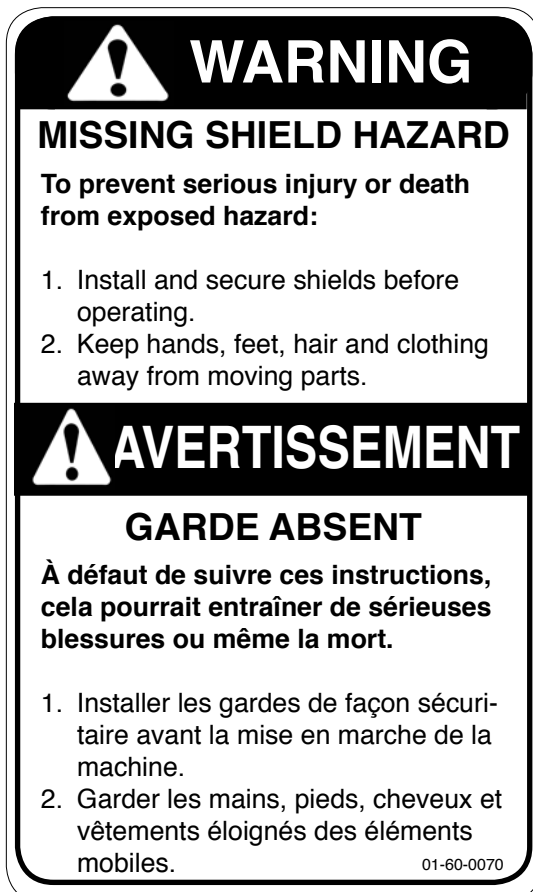 WARNING
MISSING SHIELD HAZARD
To prevent serious injury or death
from exposed hazard:
1. Install and secure shields before
operating.
2. Keep hands, feet, hair and clothing
away from moving parts.
AVERTISSEMENT
GARDE ABSENT
À défaut de suivre ces instructions,
cela pourrait entraîner de sérieuses
blessures ou même la mort.
1. Installer les gardes de façon sécuri-
taire avant la mise en marche de la
machine.
2. Garder les mains, pieds, cheveux et
vêtements éloignés des éléments
mobiles.
01-60-0070